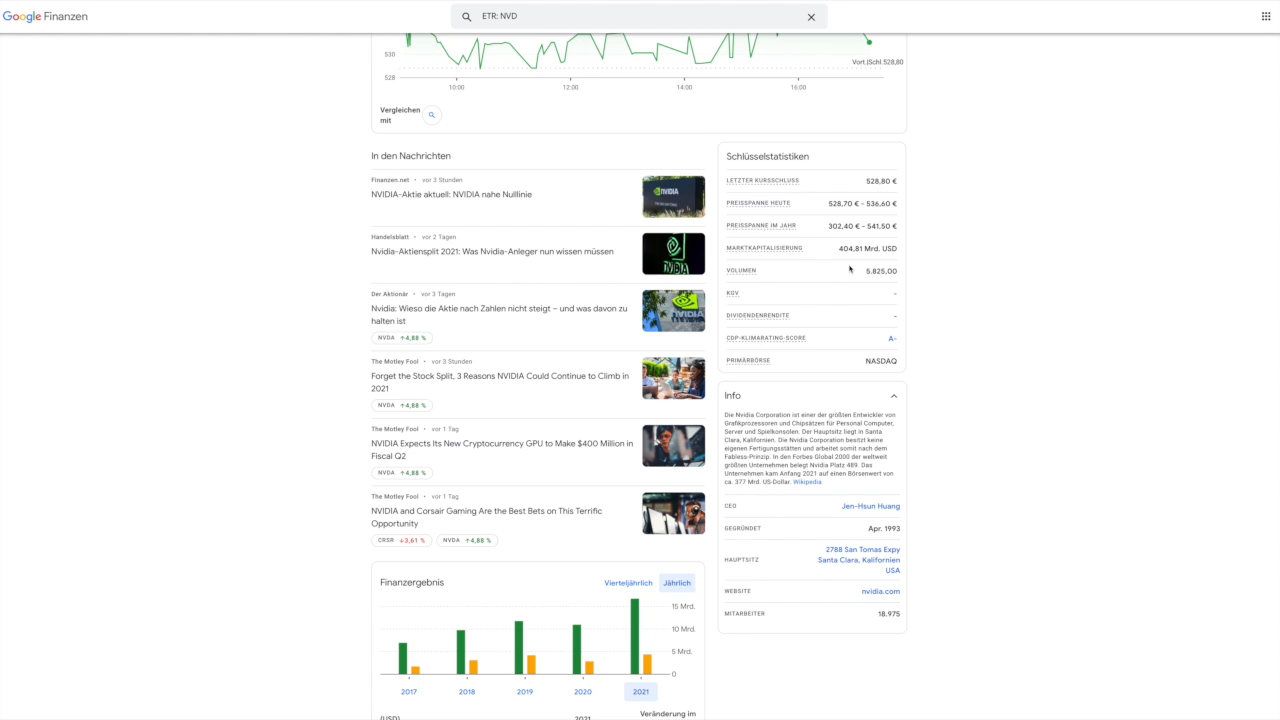 Google Finanzen
ETR: NVD
530
Vort.)Schl.528,80
528
10:00
12:00
14:00
16:00
Vergleichen
mit
In den Nachrichten
Finanzen.net • vor 3 Stunden
NVIDIA-Aktie aktuell: NVIDIA nahe Nulllinie
NVIDIA
Handelsblatt • vor 2 Tagen
Nvidia-Aktiensplit 2021: Was Nvidia-Anleger nun wissen müssen
NVIDIA
Der Aktionär • vor 3 Tagen
Nvidia: Wieso die Aktie nach Zahlen nicht steigt – und was davon zu
halten ist
NVDA ↑4,88 %
NVIDIA
The Motley Fool • vor 3 Stunden
Forget the Stock Split, 3 Reasons NVIDIA Could Continue to Climb in
2021
NVDA ↑4,88 %
The Motley Fool • vor 1 Tag
NVIDIA Expects Its New Cryptocurrency GPU to Make $400 Million in
Fiscal Q2
NVDA ↑4,88 %
The Motley Fool • vor 1 Tag
NVIDIA and Corsair Gaming Are the Best Bets on This Terrific
Opportunity
CRSR ↓3,61 %
NVDA ↑4,88 %
Finanzergebnis
Vierteljährlich
Jährlich
15 Mrd.
10 Mrd.
5 Mrd.
0
2017
2018
2019
2020
2021
(USD)
2021
Veränderung im
Schlüsselstatistiken
LETZTER KURSSCHLUSS
528,80 €
PREISSPANNE HEUTE
528,70 € - 536,60 €
PREISSPANNE IM JAHR
302,40 € - 541,50 €
MARKTKAPITALISIERUNG
404,81 Mrd. USD
VOLUMEN
5.825,00
KGV
-
DIVIDENDENRENDITE
-
CDP-KLIMARATING-SCORE
A-
PRIMÄRBÖRSE
NASDAQ
Info
Die Nvidia Corporation ist einer der größten Entwickler von
Grafikprozessoren und Chipsätzen für Personal Computer,
Server und Spielkonsolen. Der Hauptsitz liegt in Santa
Clara, Kalifornien. Die Nvidia Corporation besitzt keine
eigenen Fertigungsstätten und arbeitet somit nach dem
Fabless-Prinzip. In den Forbes Global 2000 der weltweit
größten Unternehmen belegt Nvidia Platz 489. Das
Unternehmen kam Anfang 2021 auf einen Börsenwert von
ca. 377 Mrd. US-Dollar. Wikipedia
CEO
Jen-Hsun Huang
GEGRÜNDET
Apr. 1993
HAUPTSITZ
2788 San Tomas Expy
Santa Clara, Kalifornien
USA
WEBSITE
nvidia.com
MITARBEITER
18.975